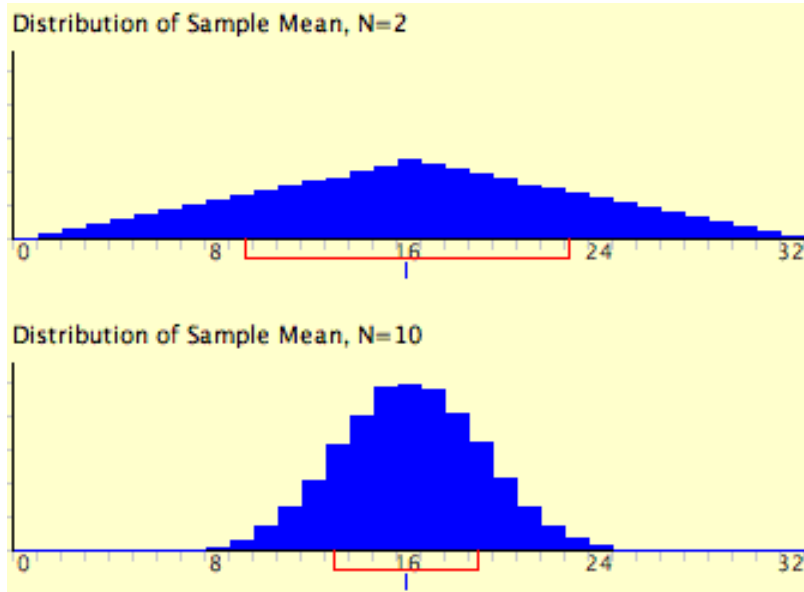 Distribution of Sample Mean, N=2
0 8 16 24 32
Distribution of Sample Mean, N=10
0 8 16 24 32